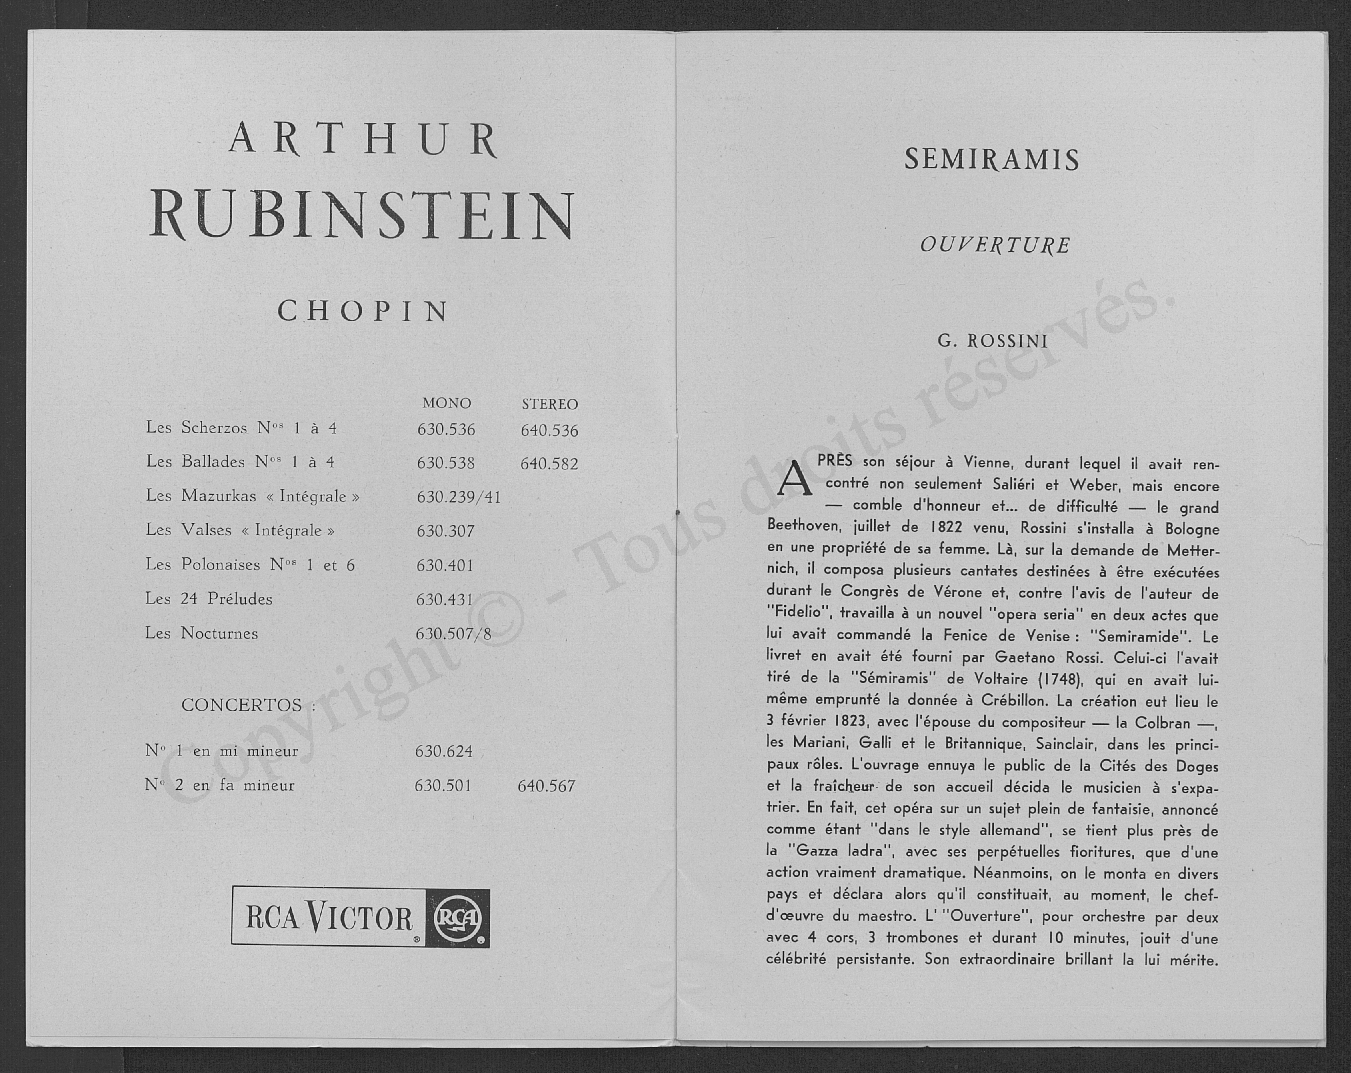 ARTHUR
RUBINSTEIN
CHOPIN
MONO STEREO
Les Scherzos Nos 1 à 4 630.536 640.536
Les Ballades Nos 1 à 4 630.538 640.582
Les Mazurkas « Intégrale » 630.239/41
Les Valses « Intégrale » 630.307
Les Polonaises Nos 1 et 6 630.401
Les 24 Préludes 630.431
Les Nocturnes 630.507/8
CONCERTOS :
No 1 en mi mineur 630.624
No 2 en fa mineur 630.501 640.567
RCA VICTOR ® RCA
SEMIRAMIS
OUVERTURE
G. ROSSINI
APRÈS son séjour à Vienne, durant lequel il avait ren-
contré non seulement Saliéri et Weber, mais encore
— comble d'honneur et... de difficulté — le grand
Beethoven, juillet de 1822 venu, Rossini s'installa à Bologne
en une propriété de sa femme. Là, sur la demande de Metter-
nich, il composa plusieurs cantates destinées à être exécutées
durant le Congrès de Vérone et, contre l'avis de l'auteur de
"Fidelio", travailla à un nouvel "opera seria" en deux actes que
lui avait commandé la Fenice de Venise : "Semiramide". Le
livret en avait été fourni par Gaetano Rossi. Celui-ci l'avait
tiré de la "Sémiramis" de Voltaire (1748), qui en avait lui-
même emprunté la donnée à Crébillon. La création eut lieu le
3 février 1823, avec l'épouse du compositeur — la Colbran —,
les Mariani, Galli et le Britannique, Sainclair, dans les princi-
paux rôles. L'ouvrage ennuya le public de la Cités des Doges
et la fraîcheur de son accueil décida le musicien à s'expa-
trier. En fait, cet opéra sur un sujet plein de fantaisie, annoncé
comme étant "dans le style allemand", se tient plus près de
la "Gazza ladra", avec ses perpétuelles fioritures, que d'une
action vraiment dramatique. Néanmoins, on le monta en divers
pays et déclara alors qu'il constituait, au moment, le chef-
d'œuvre du maestro. L' "Ouverture", pour orchestre par deux
avec 4 cors, 3 trombones et durant 10 minutes, jouit d'une
célébrité persistante. Son extraordinaire brillant la lui mérite.
Copyright © - Tous droits réservés.